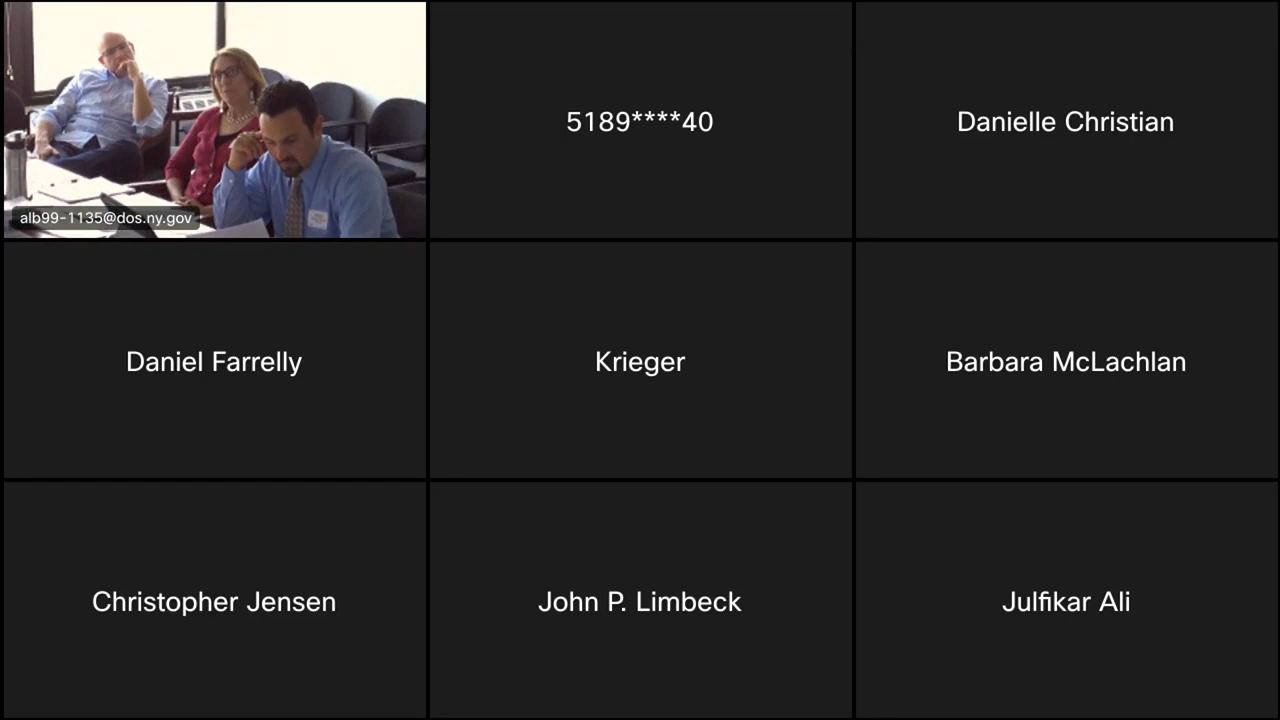 alb99-1135@dos.ny.gov
5189****40
Danielle Christian
Daniel Farrelly
Krieger
Barbara McLachlan
Christopher Jensen
John P. Limbeck
Julfikar Ali